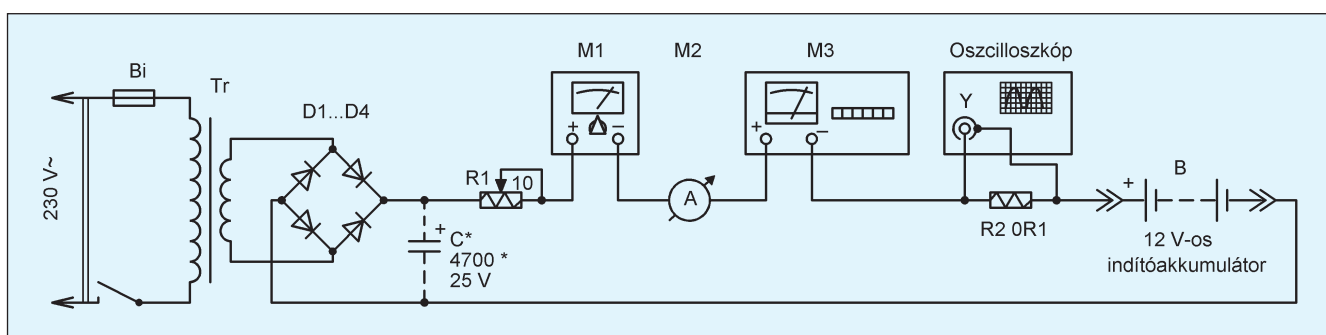 230 V~
Bi
Tr
D1...D4
C*
4700 *
25 V
+
R1
10
M1
+ −
M2
A
M3
+ −
Oszcilloszkóp
Y
R2 0R1
+
B
12 V-os
indítóakkumulátor